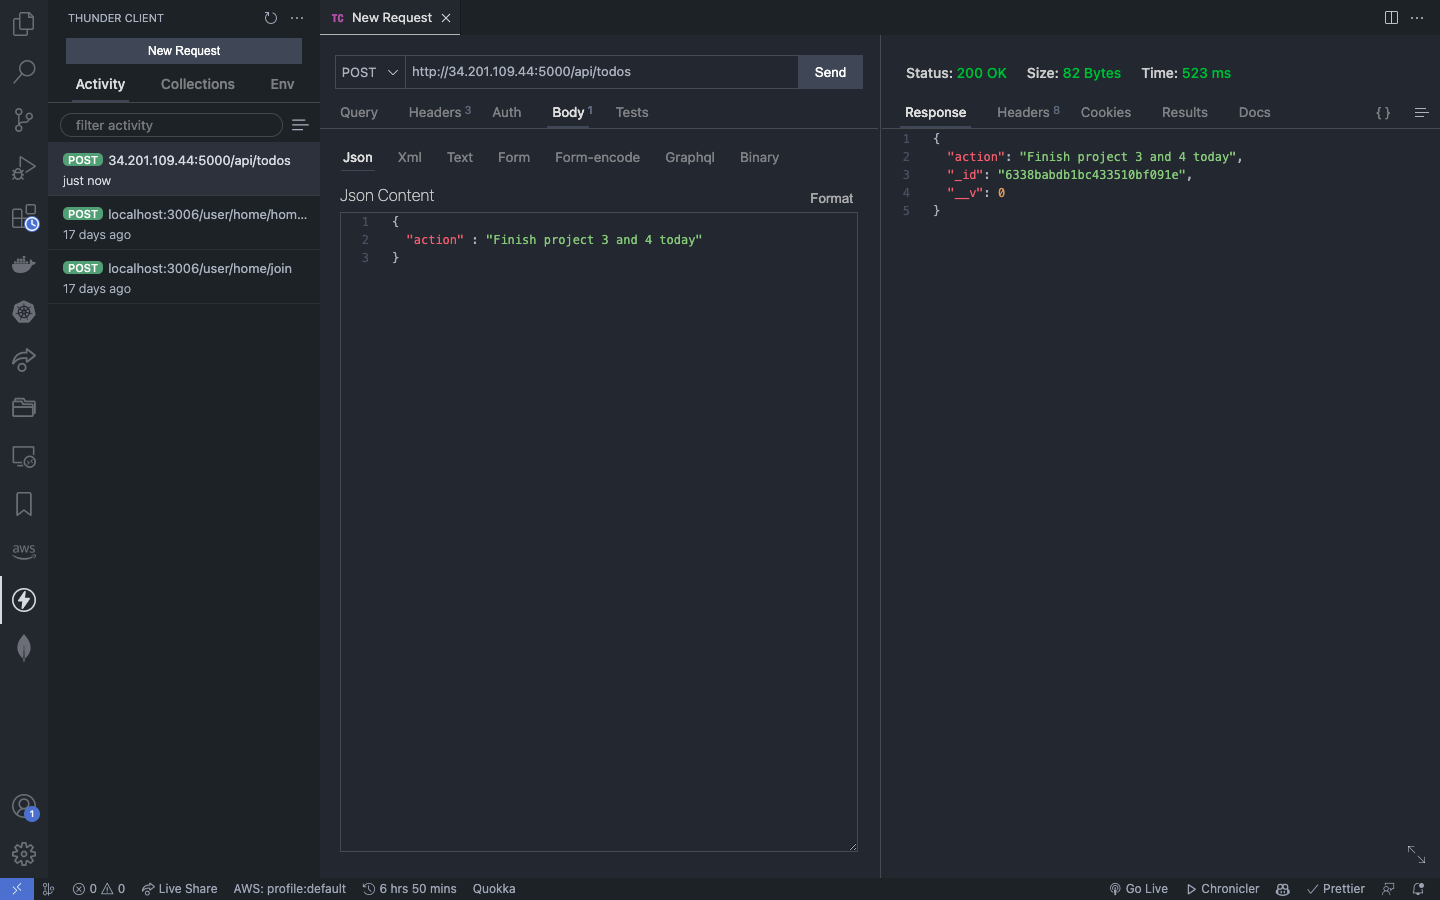 THUNDER CLIENT
New Request
Activity Collections Env
filter activity
POST 34.201.109.44:5000/api/todos
just now
POST localhost:3006/user/home/hom...
17 days ago
POST localhost:3006/user/home/join
17 days ago
TC New Request
POST http://34.201.109.44:5000/api/todos Send
Query Headers 3 Auth Body 1 Tests
Json Xml Text Form Form-encode Graphql Binary
Json Content Format
1 {
2 "action" : "Finish project 3 and 4 today"
3 }
Status: 200 OK Size: 82 Bytes Time: 523 ms
Response Headers 8 Cookies Results Docs { }
1 {
2 "action": "Finish project 3 and 4 today",
3 "_id": "6338babdb1bc433510bf091e",
4 "__v": 0
5 }
aws
1
0 0 Live Share AWS: profile:default 6 hrs 50 mins Quokka Go Live Chronicler Prettier